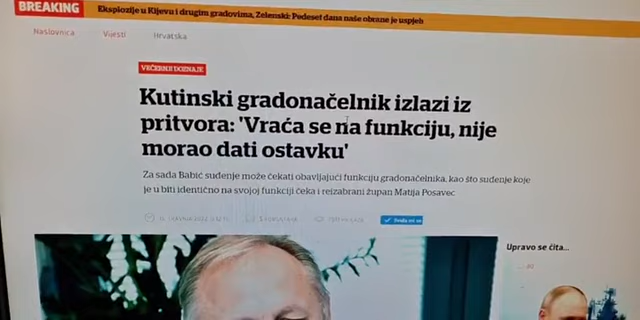 BREAKING
Eksplozije u Kijevu i drugim gradovima, Zelenski: Pedeset dana naše obrane je uspjeh
Naslovnica Vijesti Hrvatska
VEČERNJI DOZNAJE
Kutinski gradonačelnik izlazi iz
pritvora: 'Vraća se na funkciju, nije
morao dati ostavku'
Za sada Babić suđenje može čekati obavljajući funkciju gradonačelnika, kao što suđenje koje
je u biti identično na svojoj funkciji čeka i reizabrani župan Matija Posavec
Upravo se čita...